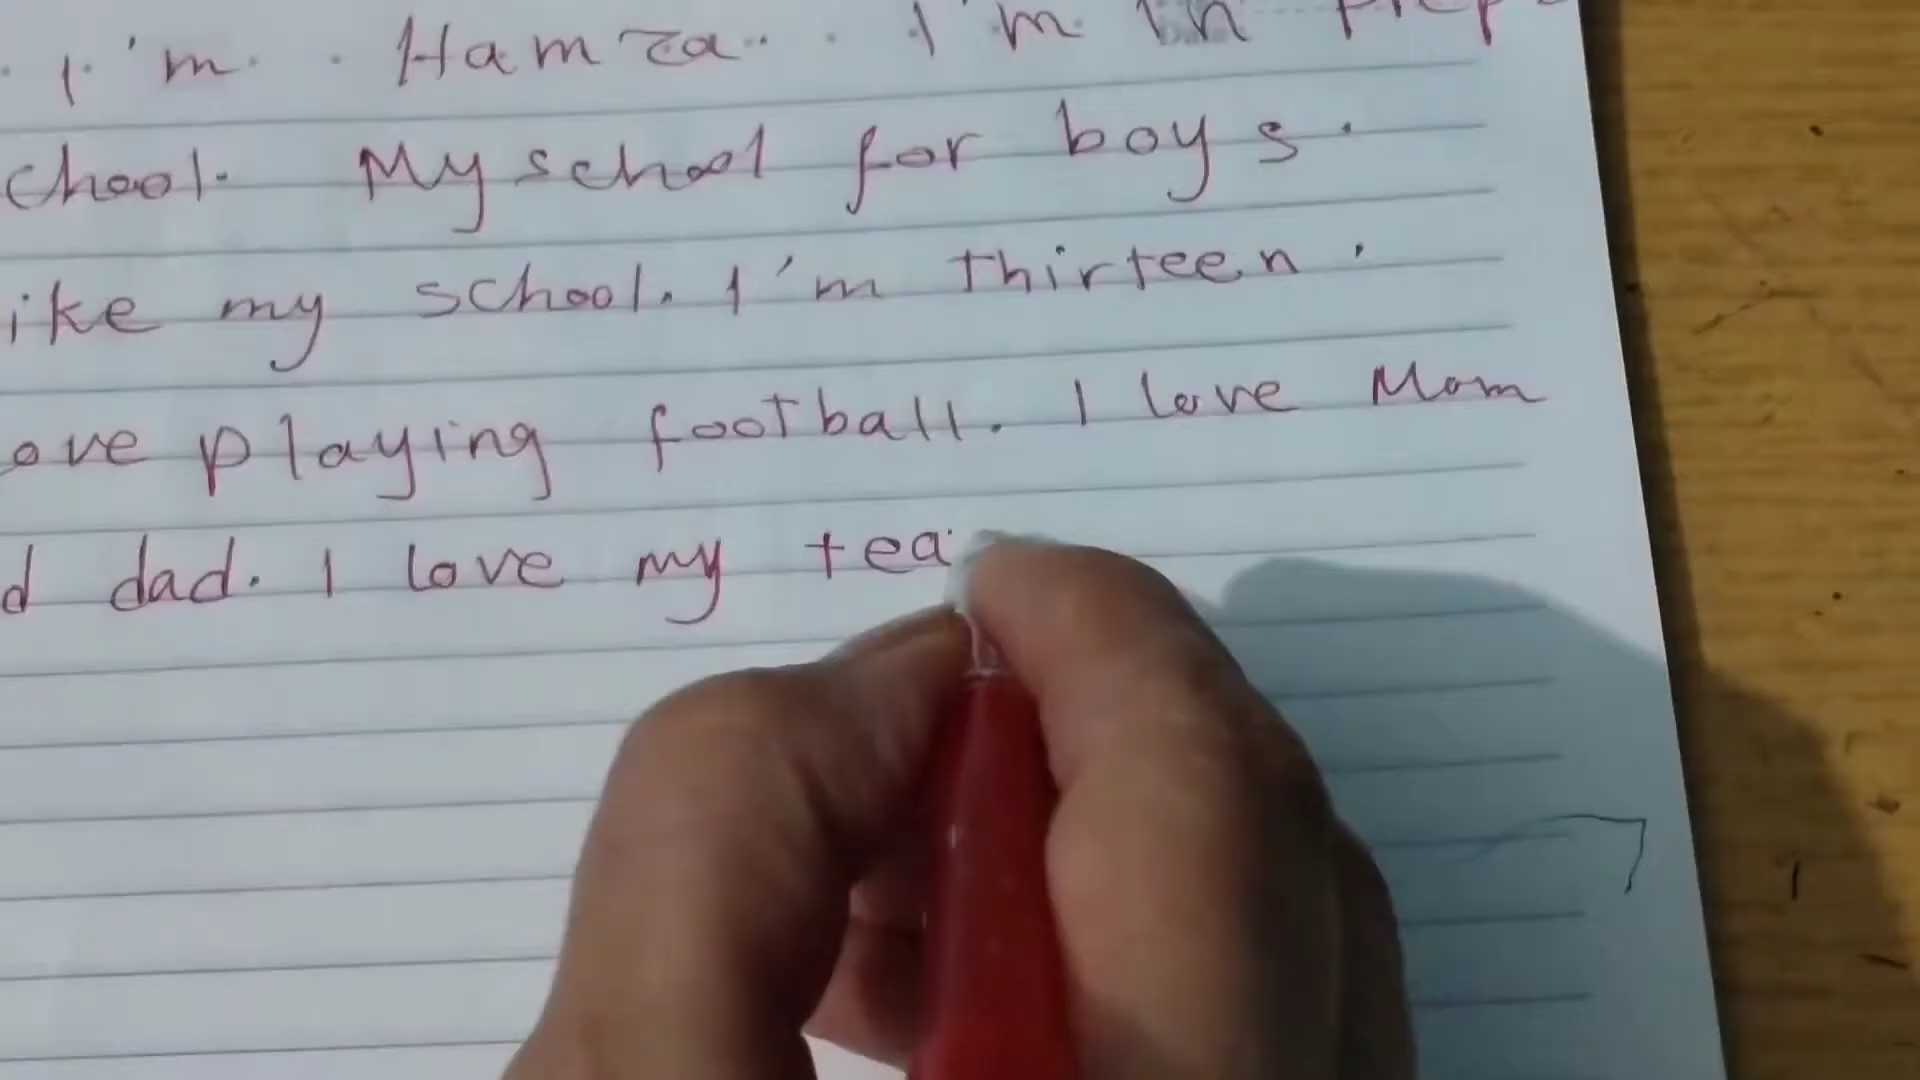 I'm Hamza. I'm in prep
chool. My school for boys.
ike my school. I'm thirteen.
ove playing football. I love Mom
d dad. I love my tea